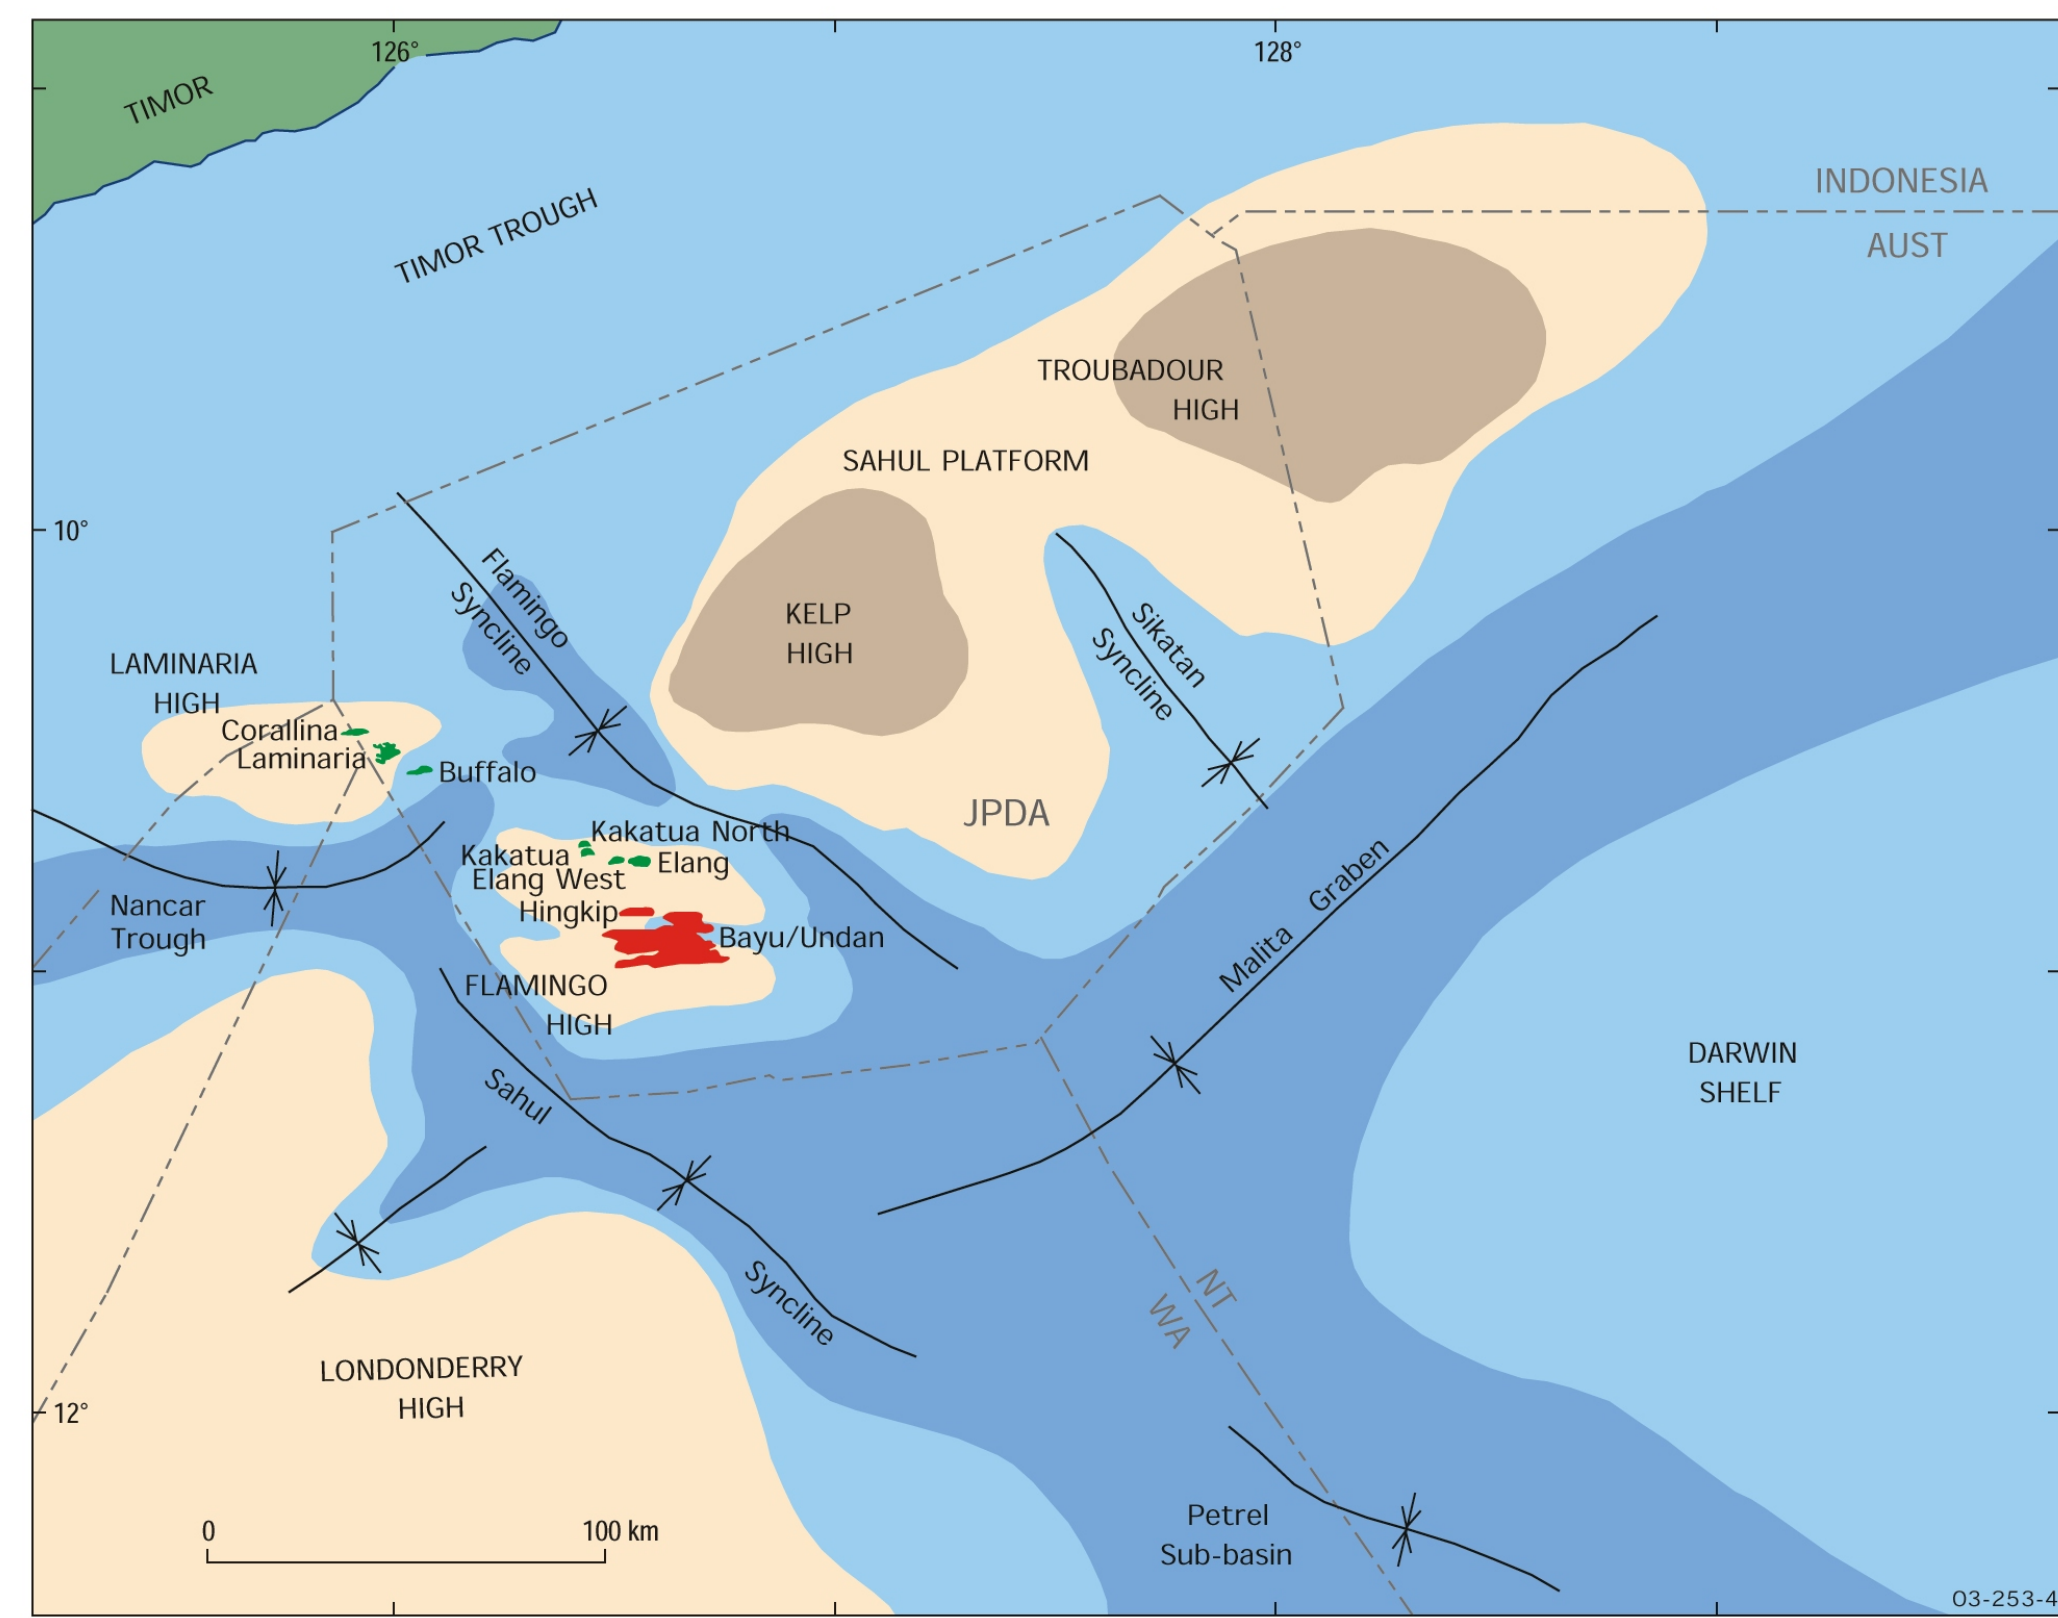 126°
128°
TIMOR
INDONESIA
TIMOR TROUGH
AUST
TROUBADOUR
HIGH
SAHUL PLATFORM
10°
Flamingo
Syncline
KELP
HIGH
Sikatan
Syncline
LAMINARIA
HIGH
Corallina
Laminaria
Buffalo
JPDA
Kakatua North
Kakatua
Elang
Elang West
Hingkip
Bayu/Undan
Nancar
Trough
Malita Graben
FLAMINGO
HIGH
DARWIN
SHELF
Sahul
Syncline
NT
WA
LONDONDERRY
HIGH
12°
Petrel
Sub-basin
0
100 km
03-253-4